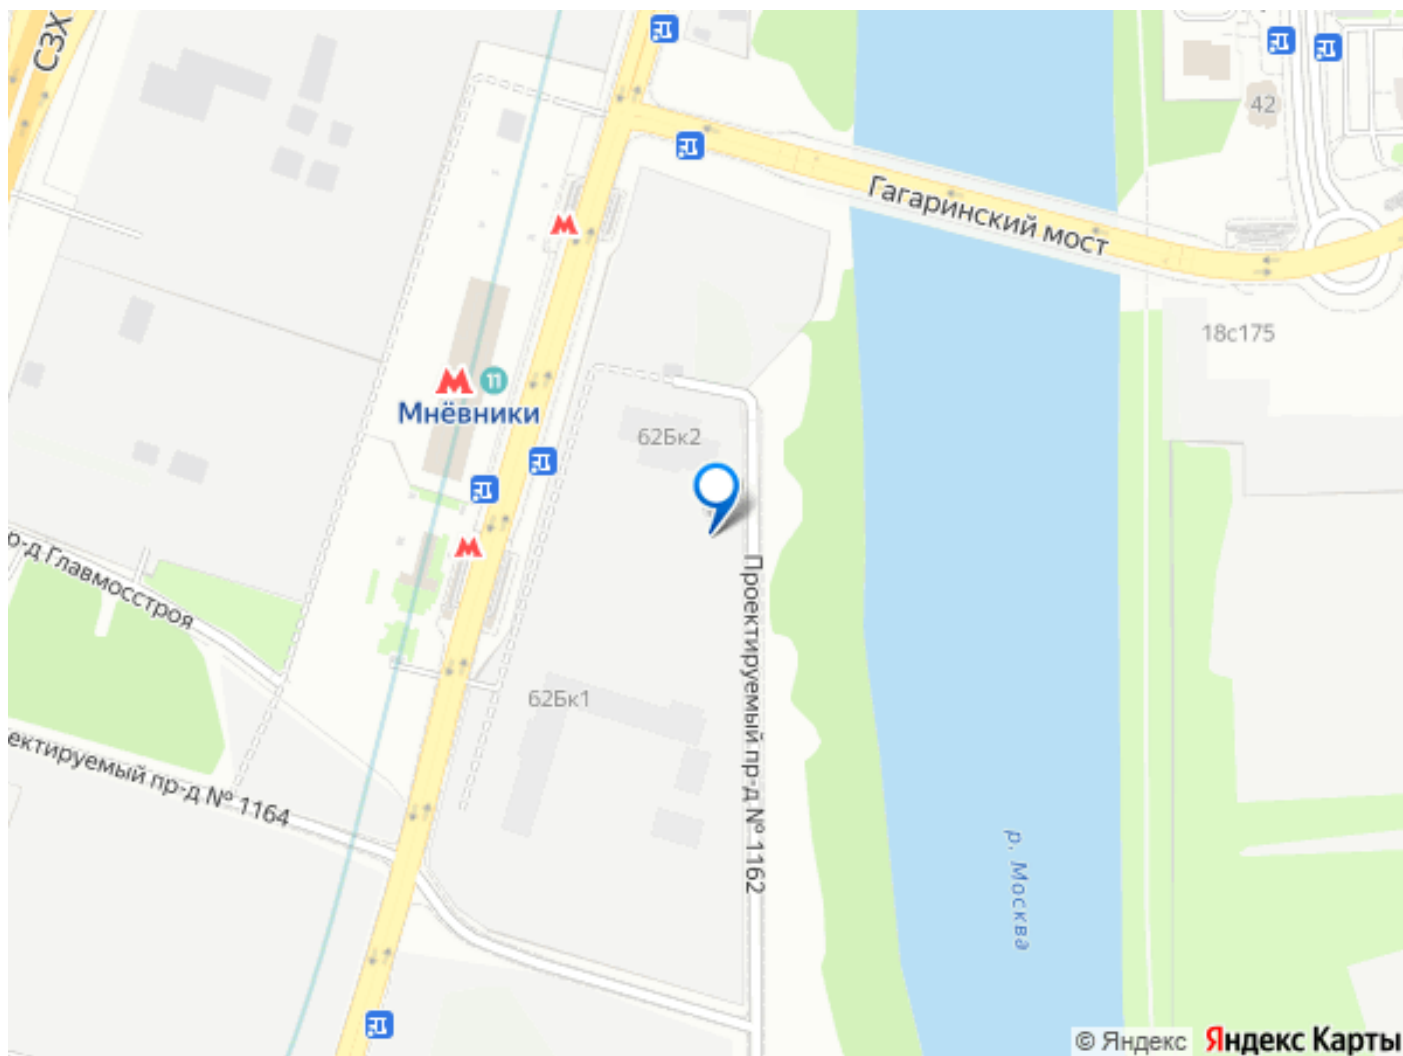 СЗХ
42
Гагаринский мост
М
18с175
М 11
Мнёвники
62Бк2
М
р-д Главмосстроя
Проектируемый пр-д № 1162
62Бк1
ектируемый пр-д № 1164
р. Москва
© Яндекс Яндекс Карты